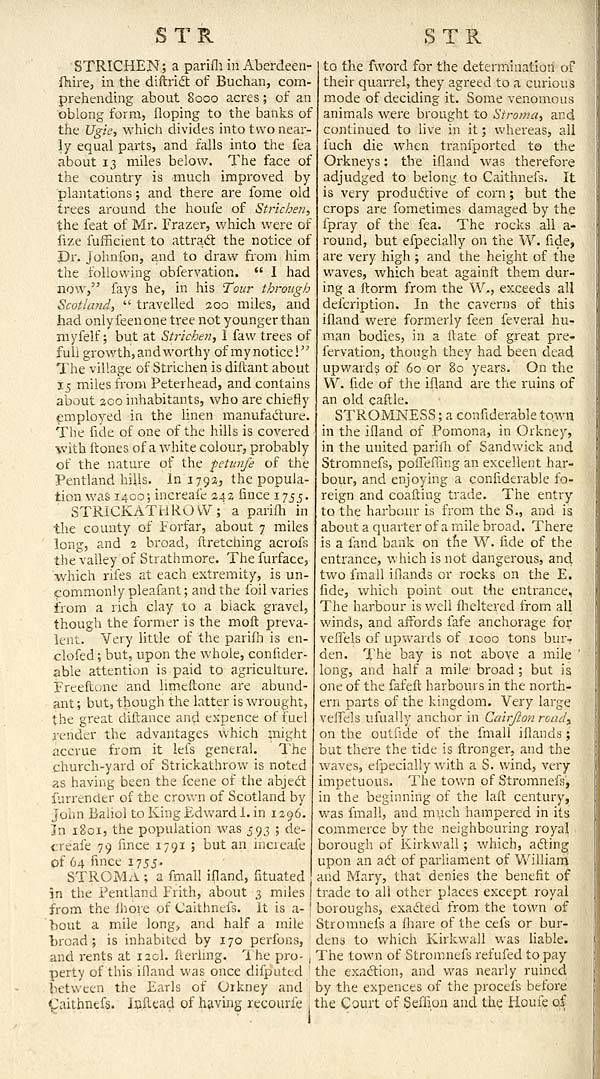 STR
STRICHEN; a pariſh in Aberdeen-
ſhire, in the diſtrict of Buchan, com-
prehending about 8000 acres; of an
oblong form, ſloping to the banks of
the Ugie, which divides into two near-
ly equal parts, and falls into the ſea
about 13 miles below. The face of
the country is much improved by
plantations; and there are ſome old
trees around the houſe of Strichen,
the ſeat of Mr. Frazer, which were of
ſize ſufficient to attract the notice of
Dr. Johnſon, and to draw from him
the following obſervation. “ I had
now,” ſays he, in his Tour through
Scotland, “ travelled 200 miles, and
had only ſeen one tree not younger than
myſelf; but at Strichen, I ſaw trees of
full growth, and worthy of my notice!”
The village of Strichen is diſtant about
15 miles from Peterhead, and contains
about 200 inhabitants, who are chiefly
employed in the linen manufacture.
The ſide of one of the hills is covered
with ſtones of a white colour, probably
of the nature of the petunſe of the
Pentland hills. In 1792, the popula-
tion was 1400; increaſe 242 ſince 1755.
STRICKATHROW; a pariſh in
the county of Forfar, about 7 miles
long, and 2 broad, ſtretching acroſs
the valley of Strathmore. The ſurface,
which riſes at each extremity, is un-
commonly pleaſant; and the ſoil varies
from a rich clay to a black gravel,
though the former is the moſt preva-
lent. Very little of the pariſh is en-
cloſed; but, upon the whole, conſider-
able attention is paid to agriculture.
Freeſtone and limeſtone are abund-
ant; but, though the latter is wrought,
the great diſtance and expence of fuel
render the advantages which might
accrue from it leſs general. The
church-yard of Strickathrow is noted
as having been the ſcene of the abject
ſurrender of the crown of Scotland by
John Baliol to King Edward I. in 1296.
In 1801, the population was 593; de-
creaſe 79 ſince 1791; but an increaſe
of 64 ſince 1755.
STROMA; a ſmall iſland, ſituated
in the Pentland Frith, about 3 miles
from the ſhore of Caithneſs. It is a-
bout a mile long, and half a mile
broad; is inhabited by 170 perſons,
and rents at 120l. ſterling. The pro-
perty of this iſland was once diſputed
between the Earls of Orkney and
Caithneſs. Inſtead of having recourſe
STR
to the ſword for the determination of
their quarrel, they agreed to a curious
mode of deciding it. Some venomous
animals were brought to Stroma, and
continued to live in it; whereas, all
ſuch die when tranſported to the
Orkneys: the iſland was therefore
adjudged to belong to Caithneſs. It
is very productive of corn; but the
crops are ſometimes damaged by the
ſpray of the ſea. The rocks all a-
round, but eſpecially on the W. ſide,
are very high; and the height of the
waves, which beat againſt them dur-
ing a ſtorm from the W., exceeds all
deſcription. In the caverns of this
iſland were formerly ſeen ſeveral hu-
man bodies, in a ſtate of great pre-
ſervation, though they had been dead
upwards of 60 or 80 years. On the
W. ſide of the iſland are the ruins of
an old caſtle.
STROMNESS; a conſiderable town
in the iſland of Pomona, in Orkney,
in the united pariſh of Sandwick and
Stromneſs, poſſeſſing an excellent har-
bour, and enjoying a conſiderable fo-
reign and coaſting trade. The entry
to the harbour is from the S., and is
about a quarter of a mile broad. There
is a ſand bank on the W. ſide of the
entrance, which is not dangerous, and
two ſmall iſlands or rocks on the E.
ſide, which point out the entrance.
The harbour is well ſheltered from all
winds, and affords ſafe anchorage for
veſſels of upwards of 1000 tons bur-
den. The bay is not above a mile
long, and half a mile broad; but is
one of the ſafeſt harbours in the north-
ern parts of the kingdom. Very large
veſſels uſually anchor in Cairſton road,
on the outſide of the ſmall iſlands;
but there the tide is ſtronger, and the
waves, eſpecially with a S. wind, very
impetuous. The town of Stromneſs,
in the beginning of the laſt century,
was ſmall, and much hampered in its
commerce by the neighbouring royal
borough of Kirkwall; which, acting
upon an act of parliament of William
and Mary, that denies the benefit of
trade to all other places except royal
boroughs, exacted from the town of
Stromneſs a ſhare of the ceſs or bur-
dens to which Kirkwall was liable.
The town of Stromneſs refuſed to pay
the exaction, and was nearly ruined
by the expences of the proceſs before
the Court of Seſſion and the Houſe of